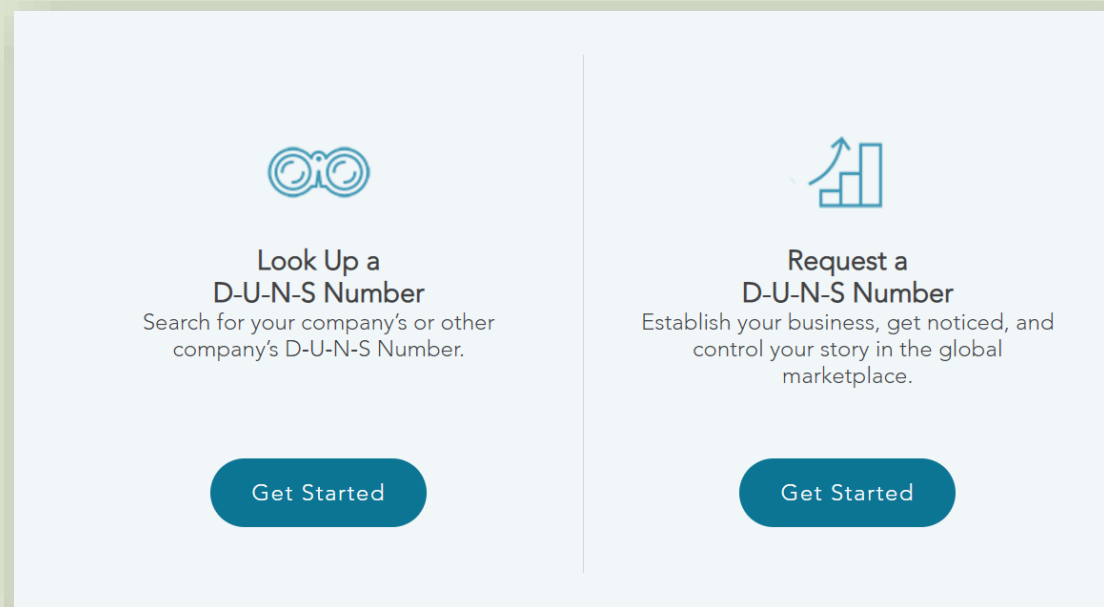 Look Up a
D-U-N-S Number
Search for your company’s or other
company’s D-U-N-S Number.
Get Started
Request a
D-U-N-S Number
Establish your business, get noticed, and
control your story in the global
marketplace.
Get Started